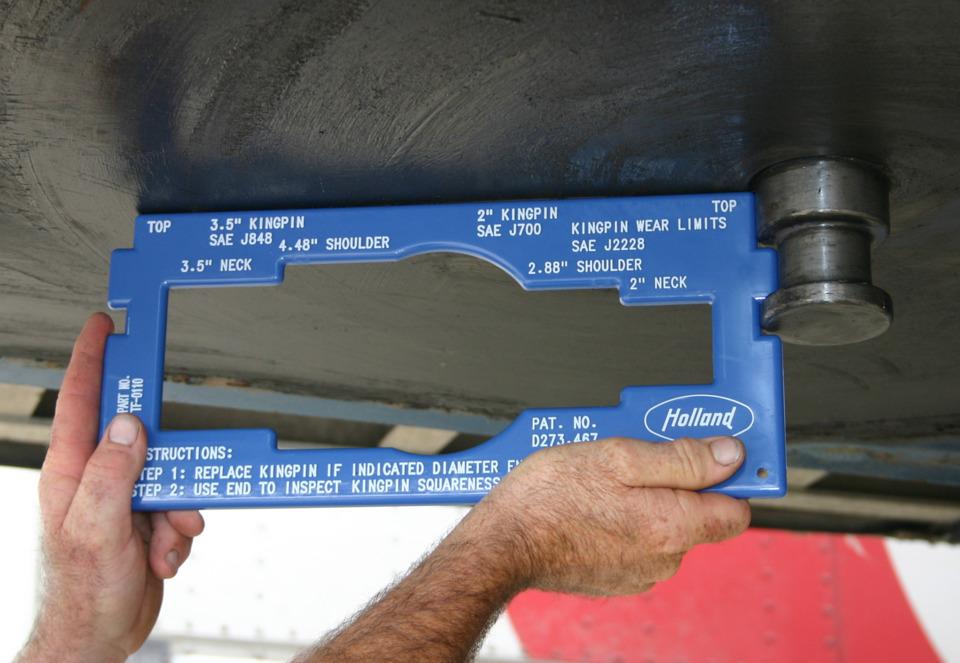 TOP
3.5" KINGPIN
SAE J848
4.48" SHOULDER
3.5" NECK
2" KINGPIN
SAE J700
TOP
KINGPIN WEAR LIMITS
SAE J2228
2.88" SHOULDER
2" NECK
PART NO.
TF-0110
PAT. NO.
D273,467
Holland
STRUCTIONS:
TEP 1: REPLACE KINGPIN IF INDICATED DIAMETER EN
STEP 2: USE END TO INSPECT KINGPIN SQUARENESS